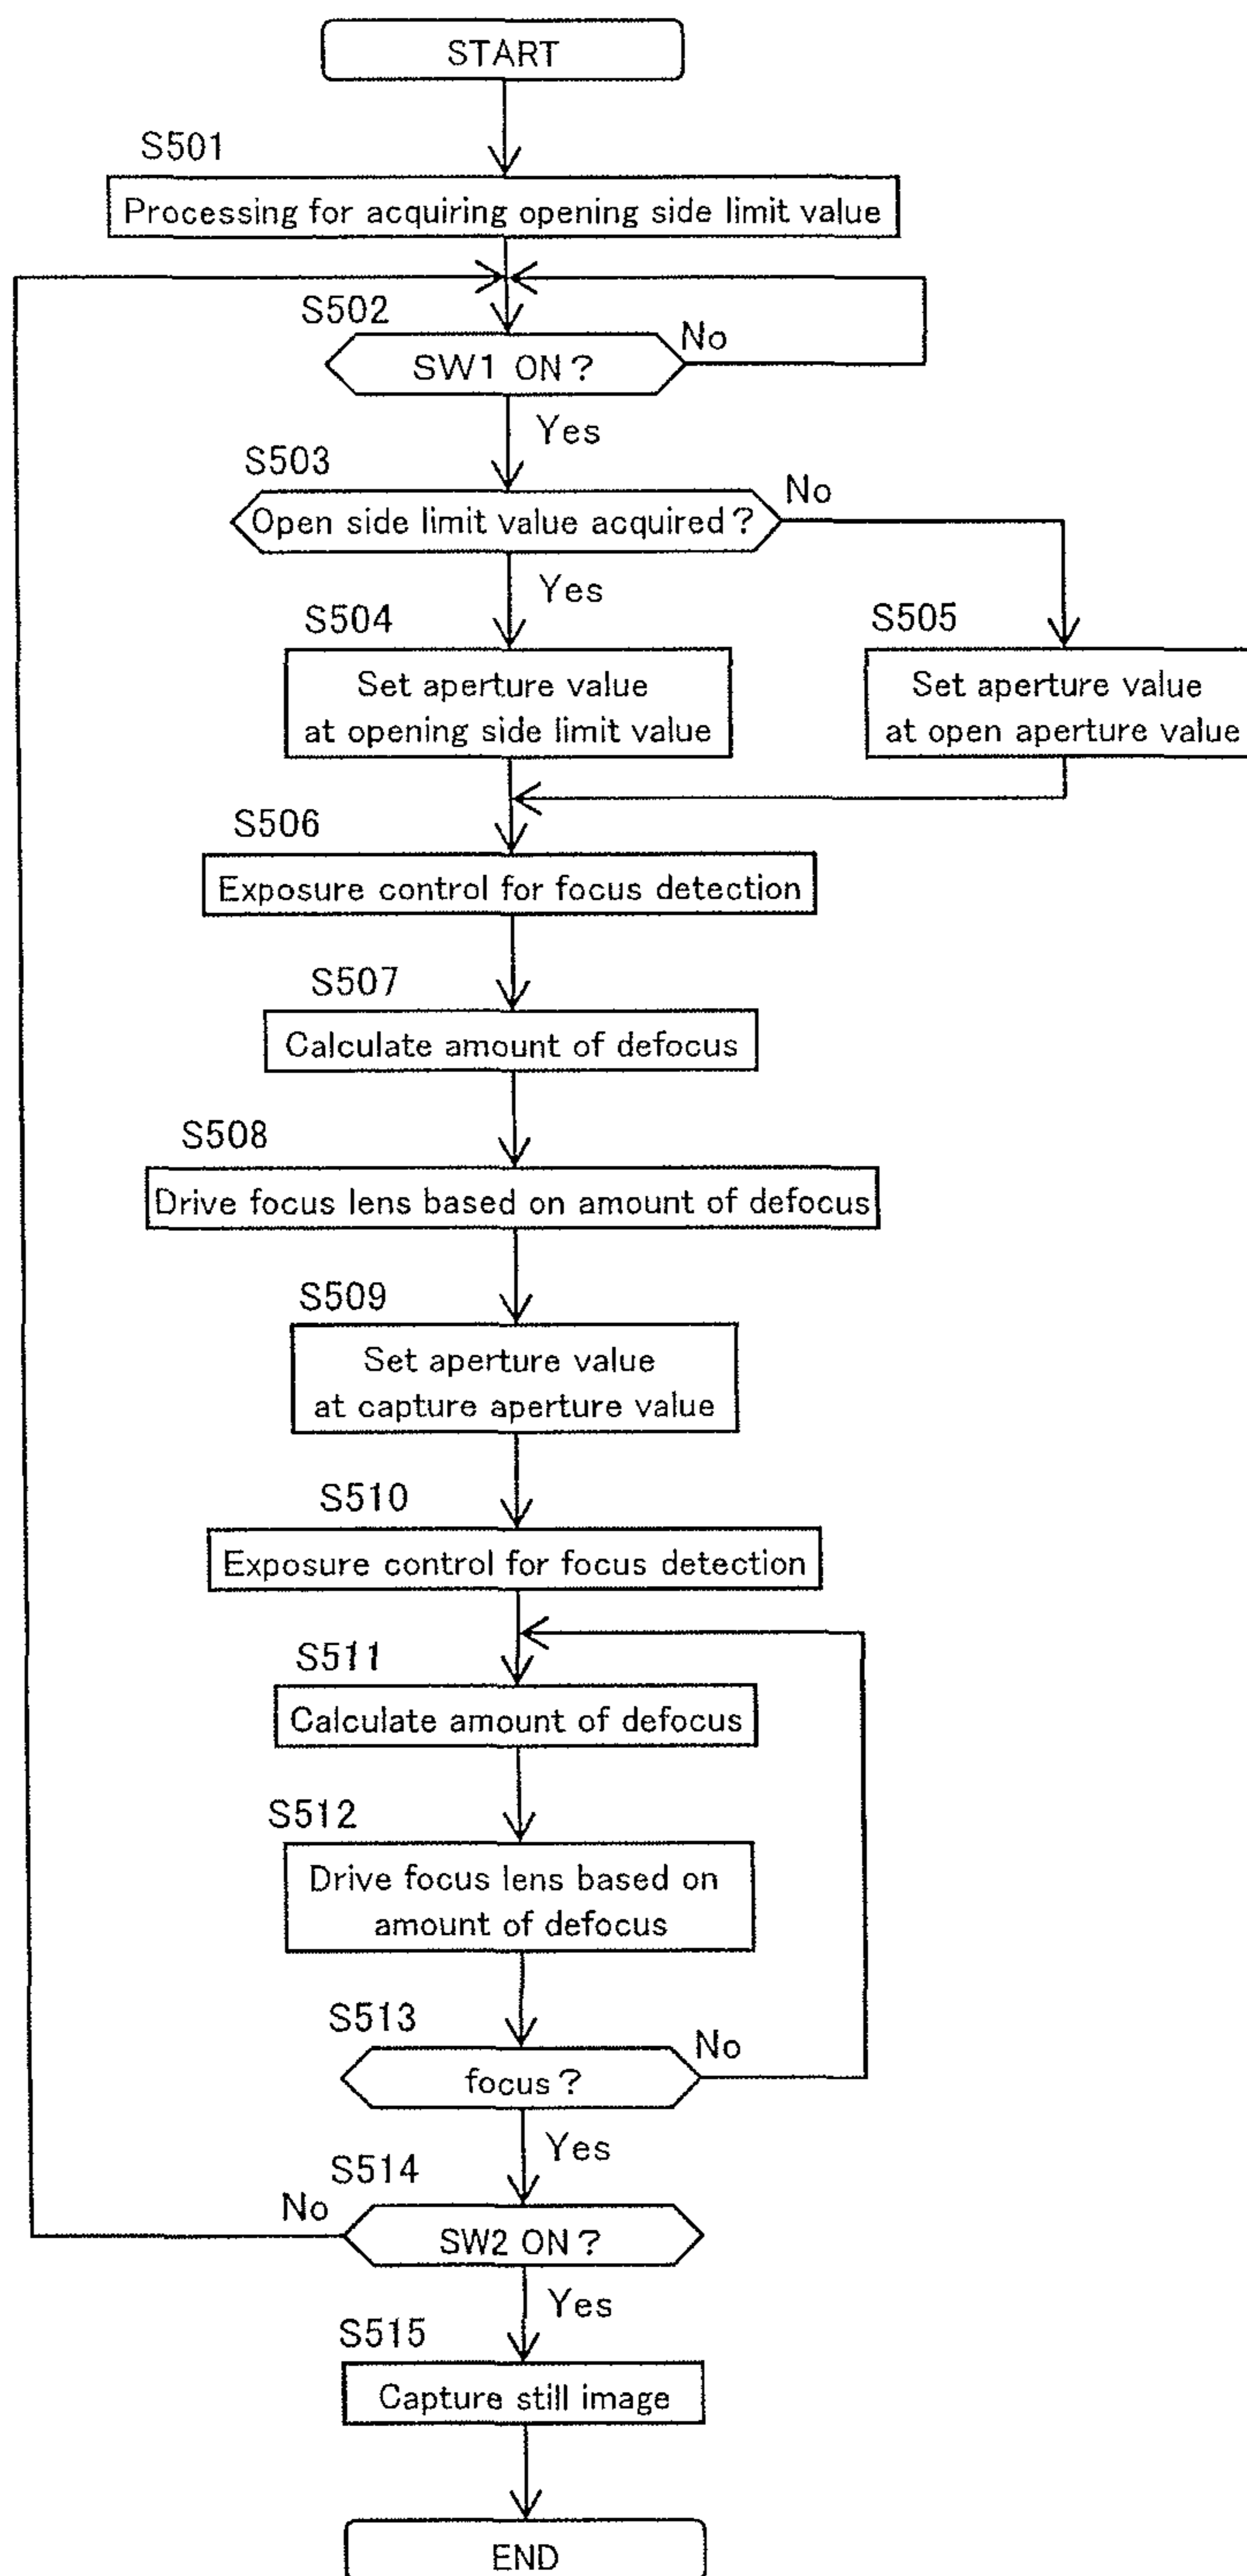 START
S501
Processing for acquiring opening side limit value
S502
SW1 ON?
No
Yes
S503
Open side limit value acquired?
No
Yes
S504
Set aperture value
at opening side limit value
S505
Set aperture value
at open aperture value
S506
Exposure control for focus detection
S507
Calculate amount of defocus
S508
Drive focus lens based on amount of defocus
S509
Set aperture value
at capture aperture value
S510
Exposure control for focus detection
S511
Calculate amount of defocus
S512
Drive focus lens based on
amount of defocus
S513
focus?
No
Yes
S514
No
SW2 ON?
Yes
S515
Capture still image
END